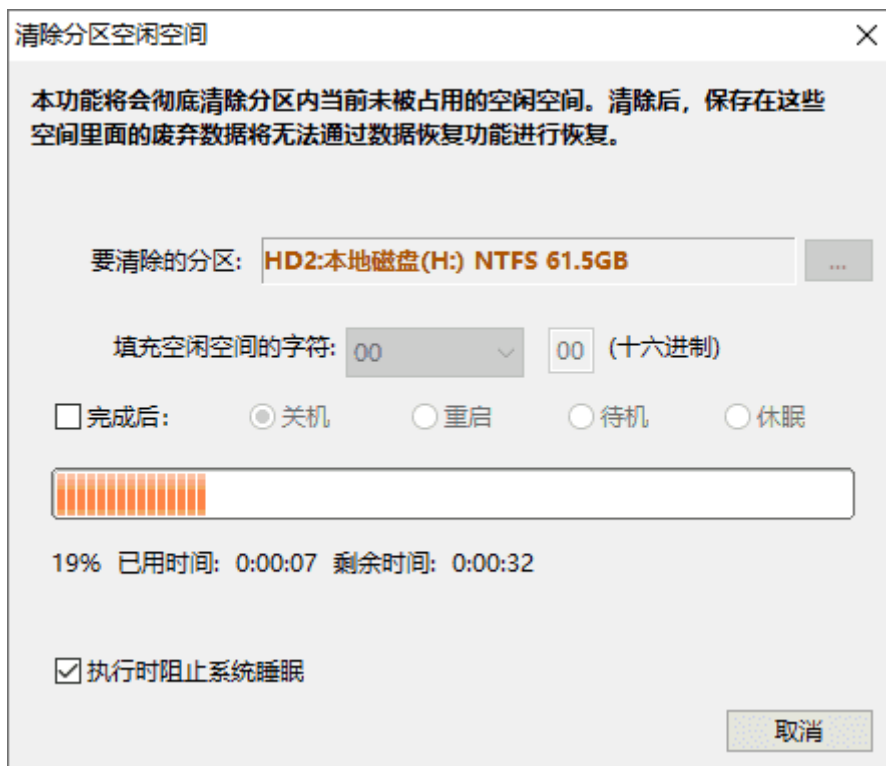 清除分区空闲空间
本功能将会彻底清除分区内当前未被占用的空闲空间。清除后，保存在这些
空间里面的废弃数据将无法通过数据恢复功能进行恢复。
要清除的分区: HD2:本地磁盘(H:) NTFS 61.5GB ...
填充空闲空间的字符: 00 00 (十六进制)
完成后: 关机 重启 待机 休眠
19% 已用时间: 0:00:07 剩余时间: 0:00:32
执行时阻止系统睡眠
取消